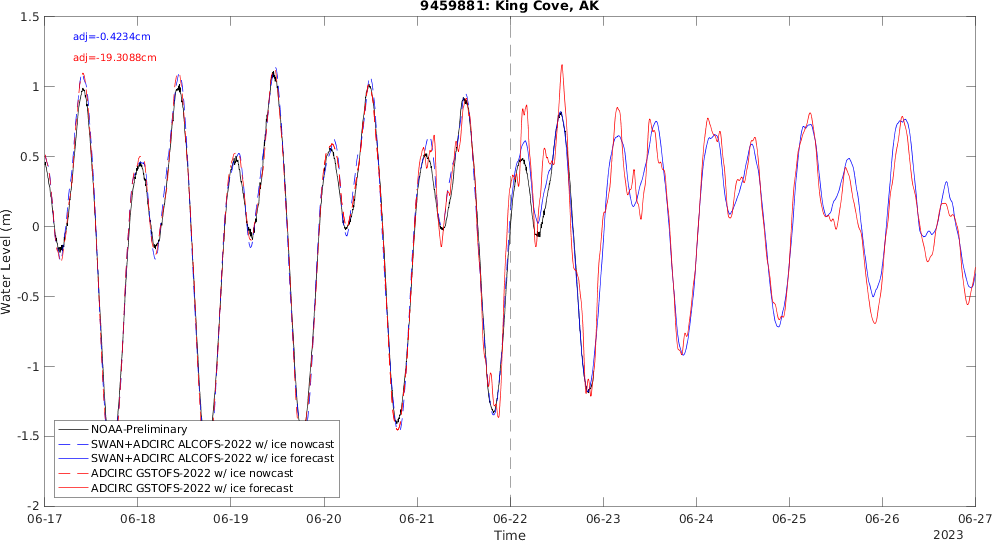 9459881: King Cove, AK
adj=-0.4234cm
adj=-19.3088cm
Water Level (m)
1.5
1
0.5
0
-0.5
-1
-1.5
-2
NOAA-Preliminary
SWAN+ADCIRC ALCOFS-2022 w/ ice nowcast
SWAN+ADCIRC ALCOFS-2022 w/ ice forecast
ADCIRC GSTOFS-2022 w/ ice nowcast
ADCIRC GSTOFS-2022 w/ ice forecast
06-17 06-18 06-19 06-20 06-21 06-22 06-23 06-24 06-25 06-26 06-27
Time
2023